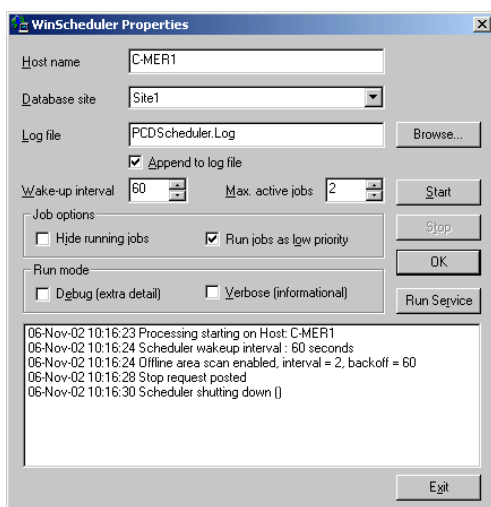 WinScheduler Properties
Host name C-MER1
Database site Site1
Log file PCDScheduler.Log Browse...
Append to log file
Wake-up interval 60 Max. active jobs 2 Start
Job options
Hide running jobs Run jobs as low priority Stop
OK
Run mode
Debug (extra detail) Verbose (informational) Run Service
06-Nov-02 10:16:23 Processing starting on Host: C-MER1
06-Nov-02 10:16:24 Scheduler wakeup interval : 60 seconds
06-Nov-02 10:16:24 Offline area scan enabled, interval = 2, backoff = 60
06-Nov-02 10:16:28 Stop request posted
06-Nov-02 10:16:30 Scheduler shutting down ()
Exit